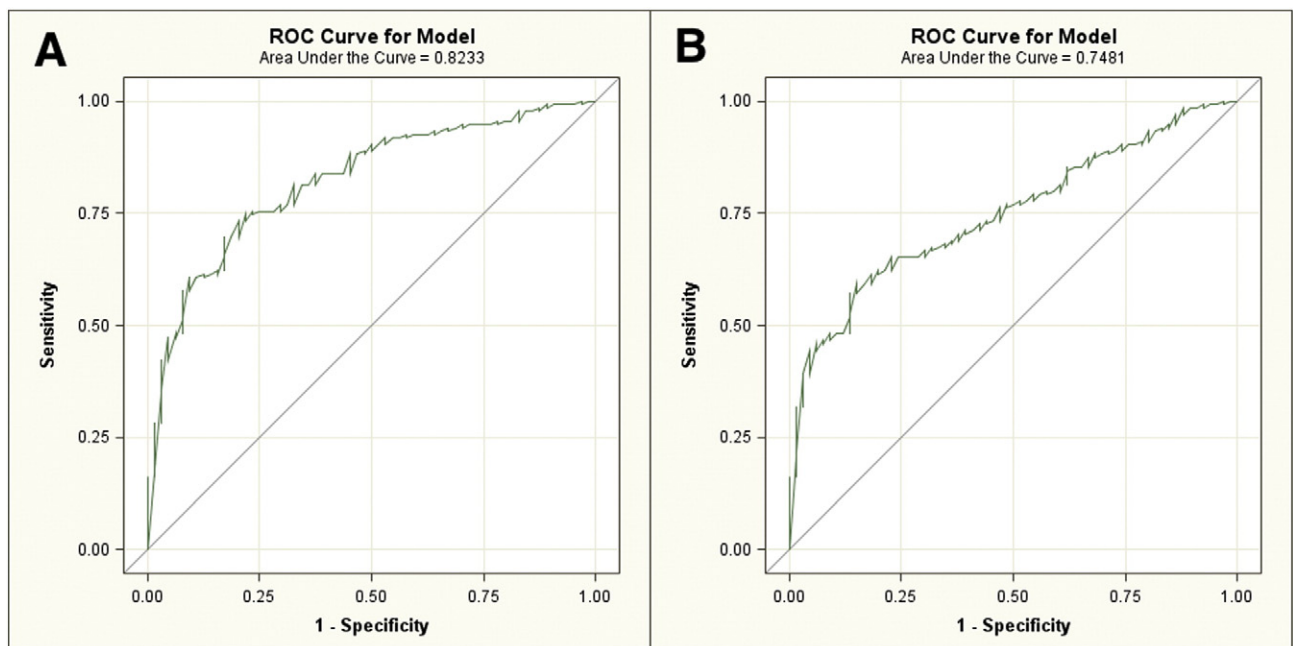 A
ROC Curve for Model
Area Under the Curve = 0.8233
1.00
0.75
0.50
0.25
0.00
Sensitivity
0.00 0.25 0.50 0.75 1.00
1 - Specificity
B
ROC Curve for Model
Area Under the Curve = 0.7481
1.00
0.75
0.50
0.25
0.00
Sensitivity
0.00 0.25 0.50 0.75 1.00
1 - Specificity